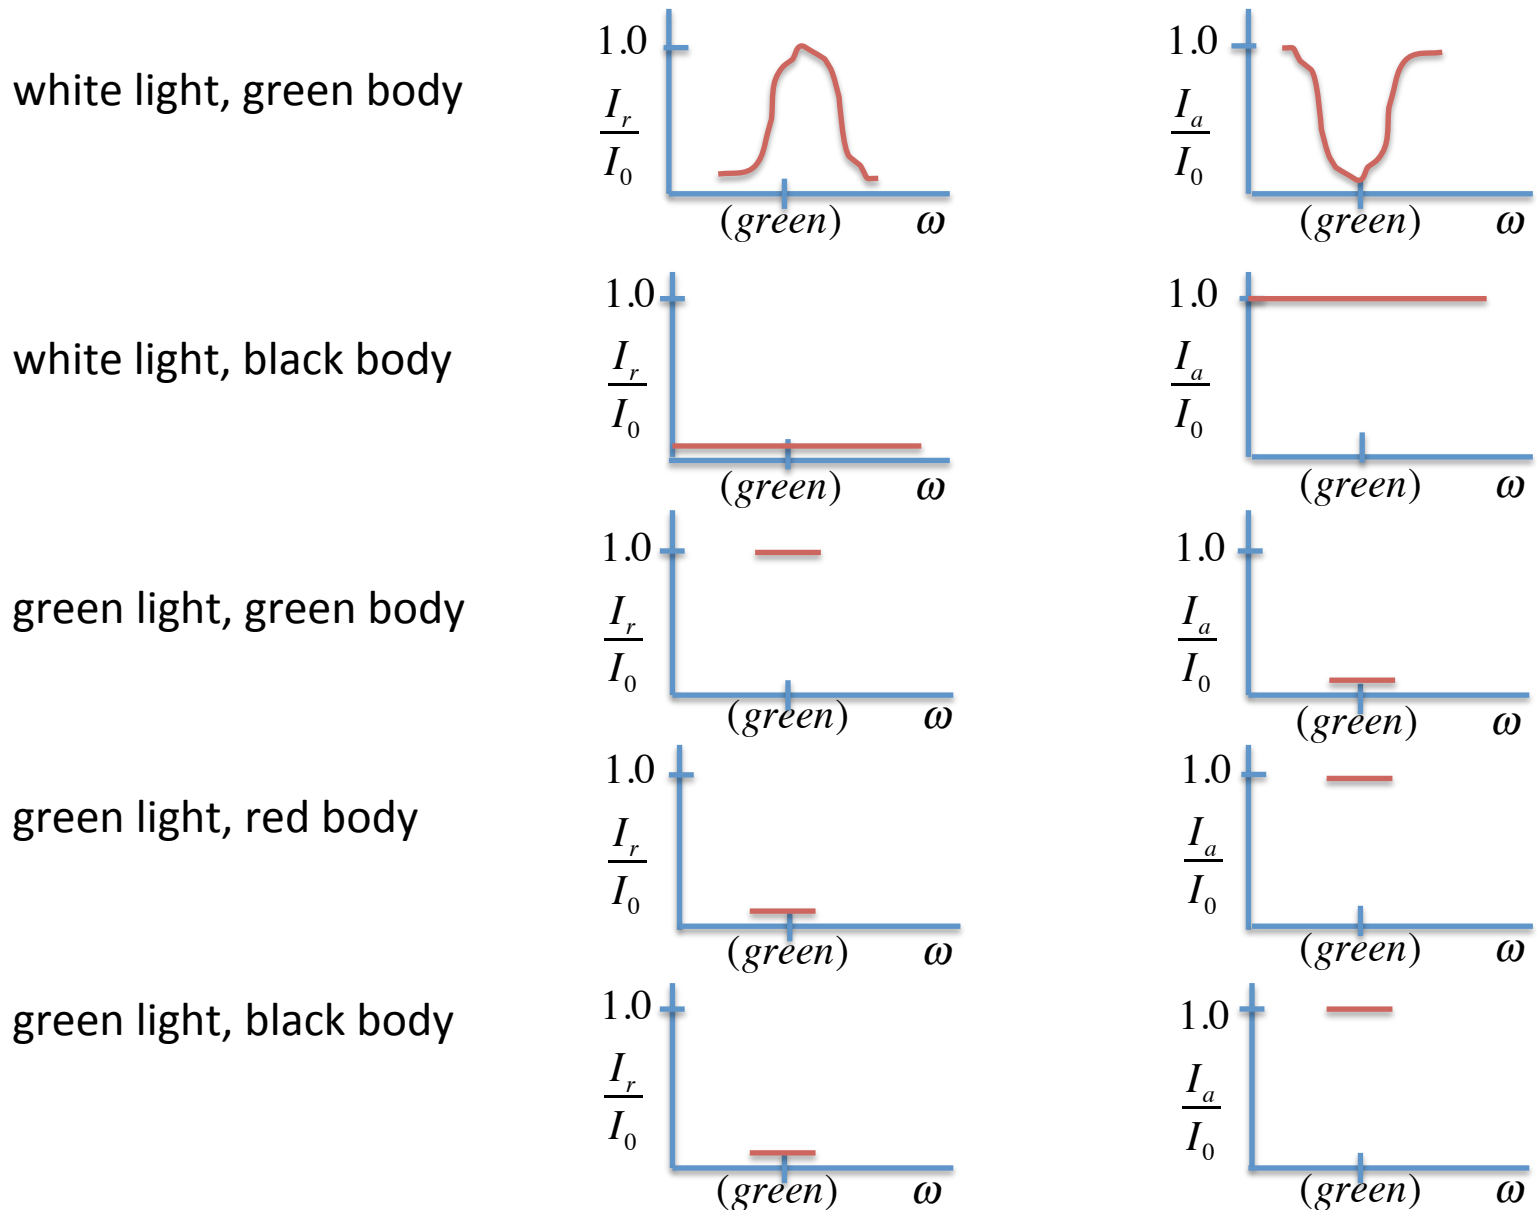 white light, green body
1.0
I_r
I_0
(green) ω
1.0
I_a
I_0
(green) ω
white light, black body
1.0
I_r
I_0
(green) ω
1.0
I_a
I_0
(green) ω
green light, green body
1.0
I_r
I_0
(green) ω
1.0
I_a
I_0
(green) ω
green light, red body
1.0
I_r
I_0
(green) ω
1.0
I_a
I_0
(green) ω
green light, black body
1.0
I_r
I_0
(green) ω
1.0
I_a
I_0
(green) ω